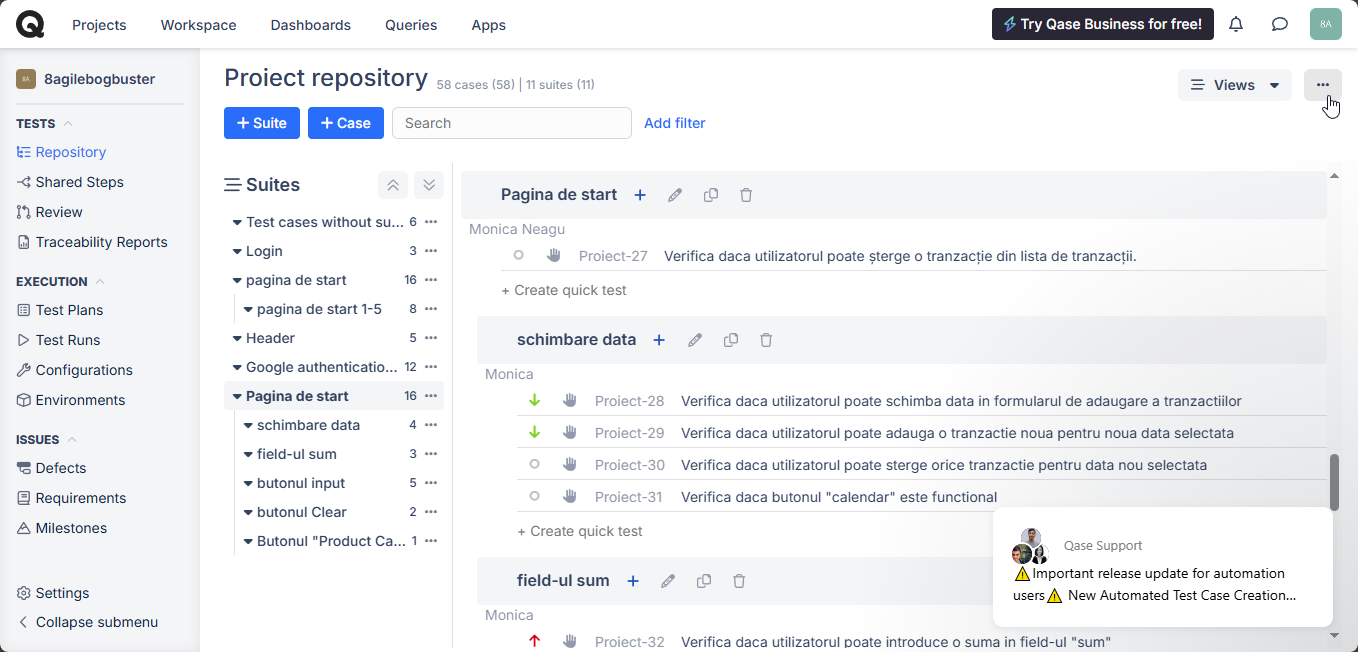 Projects
Workspace
Dashboards
Queries
Apps
Try Qase Business for free!
8A
8A
8agilebogbuster
TESTS
Repository
Shared Steps
Review
Traceability Reports
EXECUTION
Test Plans
Test Runs
Configurations
Environments
ISSUES
Defects
Requirements
Milestones
Settings
Collapse submenu
Proiect repository 58 cases (58) | 11 suites (11)
Views
+ Suite
+ Case
Search
Add filter
Suites
Test cases without su... 6
Login 3
pagina de start 16
pagina de start 1-5 8
Header 5
Google authenticatio... 12
Pagina de start 16
schimbare data 4
field-ul sum 3
butonul input 5
butonul Clear 2
Butonul "Product Ca... 1
Pagina de start
Monica Neagu
Proiect-27 Verifica daca utilizatorul poate șterge o tranzacție din lista de tranzacții.
+ Create quick test
schimbare data
Monica
Proiect-28 Verifica daca utilizatorul poate schimba data in formularul de adaugare a tranzactiilor
Proiect-29 Verifica daca utilizatorul poate adauga o tranzactie noua pentru noua data selectata
Proiect-30 Verifica daca utilizatorul poate sterge orice tranzactie pentru data nou selectata
Proiect-31 Verifica daca butonul "calendar" este functional
+ Create quick test
field-ul sum
Monica
Proiect-32 Verifica daca utilizatorul poate introduce o suma in field-ul "sum"
Qase Support
⚠️Important release update for automation
users⚠️ New Automated Test Case Creation...